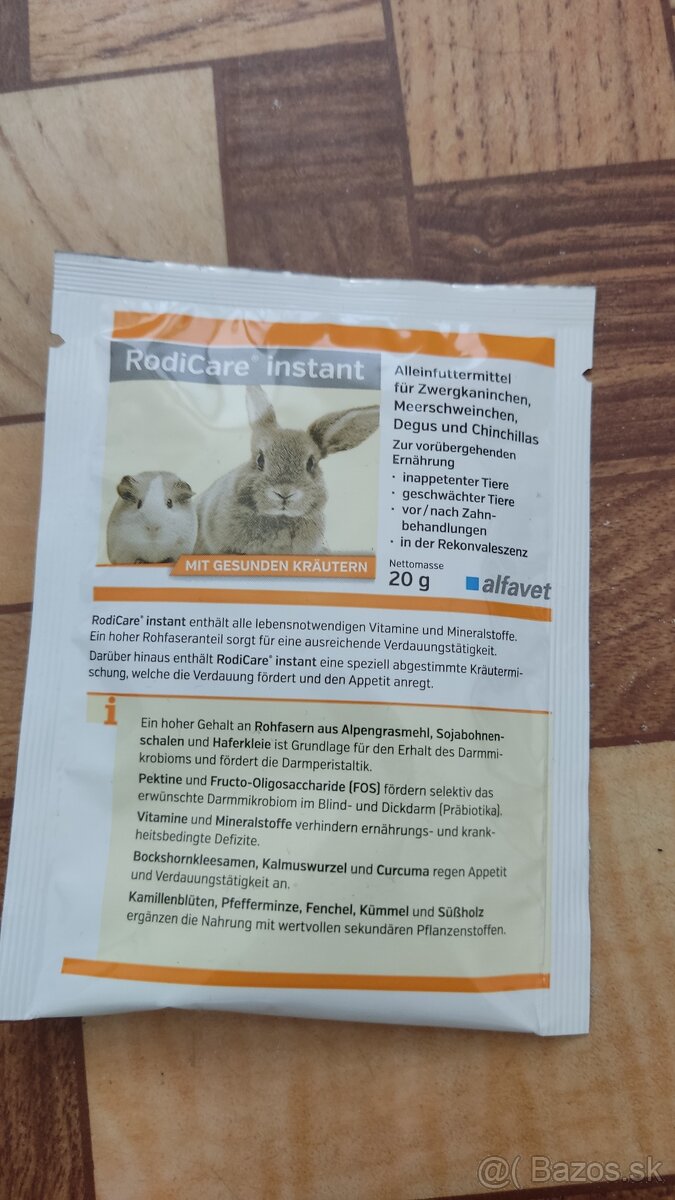 RodiCare® instant
Alleinfuttermittel
für Zwergkaninchen,
Meerschweinchen,
Degus und Chinchillas
Zur vorübergehenden
Ernährung
· inappetenter Tiere
· geschwächter Tiere
· vor/nach Zahn-
behandlungen
· in der Rekonvaleszenz
MIT GESUNDEN KRÄUTERN
Nettomasse
20 g
alfavet
RodiCare® instant enthält alle lebensnotwendigen Vitamine und Mineralstoffe.
Ein hoher Rohfaseranteil sorgt für eine ausreichende Verdauungstätigkeit.
Darüber hinaus enthält RodiCare® instant eine speziell abgestimmte Kräutermi-
schung, welche die Verdauung fördert und den Appetit anregt.
i
Ein hoher Gehalt an Rohfasern aus Alpengrasmehl, Sojabohnen-
schalen und Haferkleie ist Grundlage für den Erhalt des Darmmi-
krobioms und fördert die Darmperistaltik.
Pektine und Fructo-Oligosaccharide (FOS) fördern selektiv das
erwünschte Darmmikrobiom im Blind- und Dickdarm (Präbiotika).
Vitamine und Mineralstoffe verhindern ernährungs- und krank-
heitsbedingte Defizite.
Bockshornkleesamen, Kalmuswurzel und Curcuma regen Appetit
und Verdauungstätigkeit an.
Kamillenblüten, Pfefferminze, Fenchel, Kümmel und Süßholz
ergänzen die Nahrung mit wertvollen sekundären Pflanzenstoffen.
@( Bazos.sk